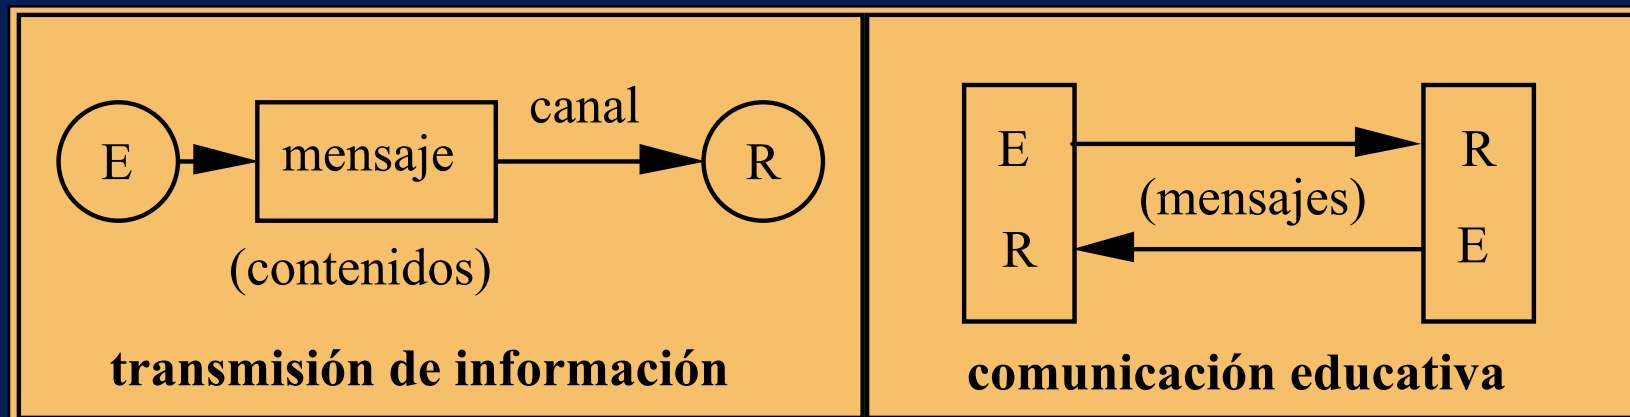 canal
E
mensaje
R
(contenidos)
transmisión de información
E
R
(mensajes)
R
E
comunicación educativa